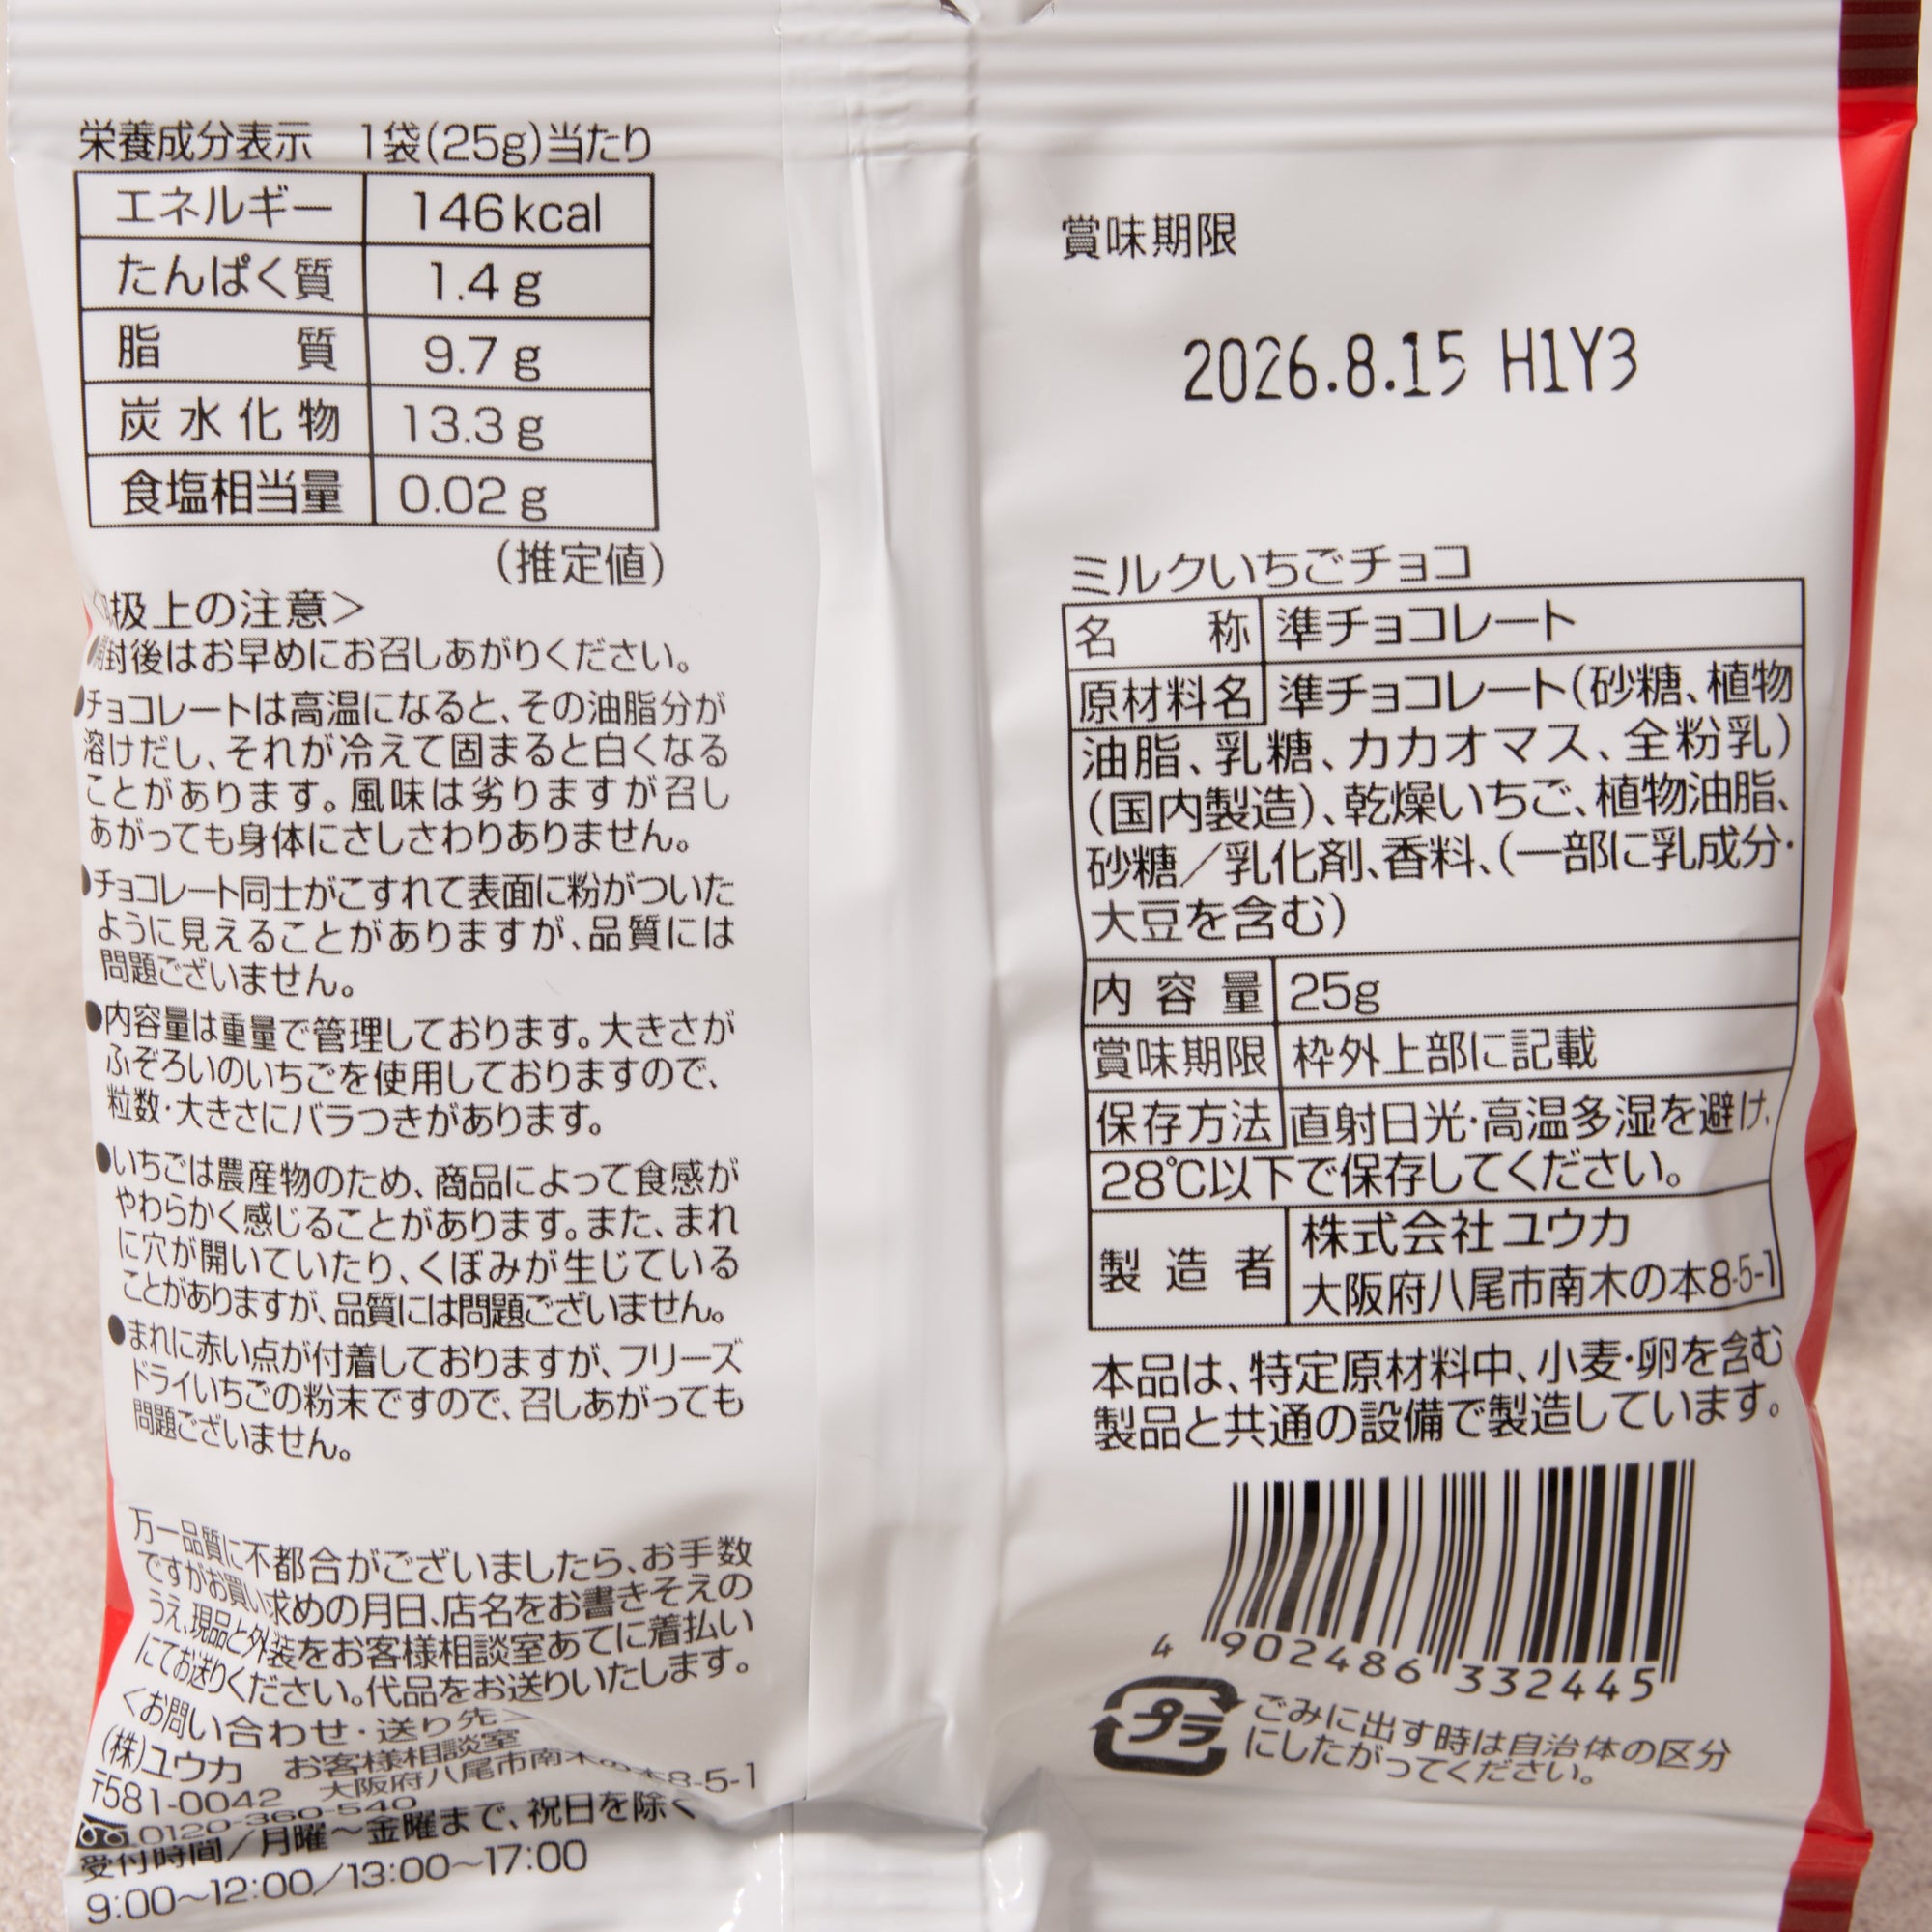 栄養成分表示 1袋(25g)当たり
エネルギー 146kcal
たんぱく質 1.4g
脂質 9.7g
炭水化物 13.3g
食塩相当量 0.02g
(推定値)
扱上の注意>
●開封後はお早めにお召しあがりください。
●チョコレートは高温になると、その油脂分が
溶けだし、それが冷えて固まると白くなる
ことがあります。風味は劣りますが召し
あがっても身体にさしさわりありません。
●チョコレート同士がこすれて表面に粉がついた
ように見えることがありますが、品質には
問題ございません。
●内容量は重量で管理しております。大きさが
ふぞろいのいちごを使用しておりますので、
粒数・大きさにバラつきがあります。
●いちごは農産物のため、商品によって食感が
やわらかく感じることがあります。また、まれ
に穴が開いていたり、くぼみが生じている
ことがありますが、品質には問題ございません。
●まれに赤い点が付着しておりますが、フリーズ
ドライいちごの粉末ですので、召しあがっても
問題ございません。
万一品質に不都合がございましたら、お手数
ですがお買い求めの月日、店名をお書きそえの
うえ、現品と外装をお客様相談室あてに着払い
にてお送りください。代品をお送りいたします。
<お問い合わせ・送り先>
(株)ユウカ お客様相談室
〒581-0042 大阪府八尾市南木の本8-5-1
0120-360-540
受付時間/月曜～金曜まで、祝日を除く
9:00～12:00/13:00～17:00
賞味期限
2026.8.15 H1Y3
ミルクいちごチョコ
名称 準チョコレート
原材料名 準チョコレート(砂糖、植物
油脂、乳糖、カカオマス、全粉乳)
(国内製造)、乾燥いちご、植物油脂、
砂糖/乳化剤、香料、(一部に乳成分・
大豆を含む)
内容量 25g
賞味期限 枠外上部に記載
保存方法 直射日光・高温多湿を避け、
28℃以下で保存してください。
製造者 株式会社ユウカ
大阪府八尾市南木の本8-5-1
本品は、特定原材料中、小麦・卵を含む
製品と共通の設備で製造しています。
4 902486 332445
プラ
ごみに出す時は自治体の区分
にしたがってください。